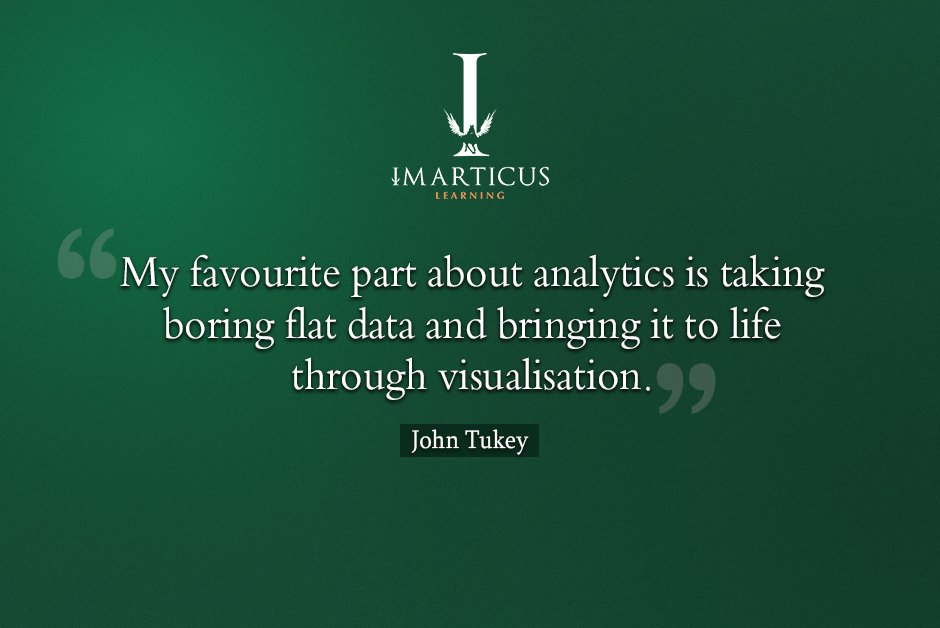 IMARTICUS
LEARNING
“My favourite part about analytics is taking
boring flat data and bringing it to life
through visualisation.”
John Tukey